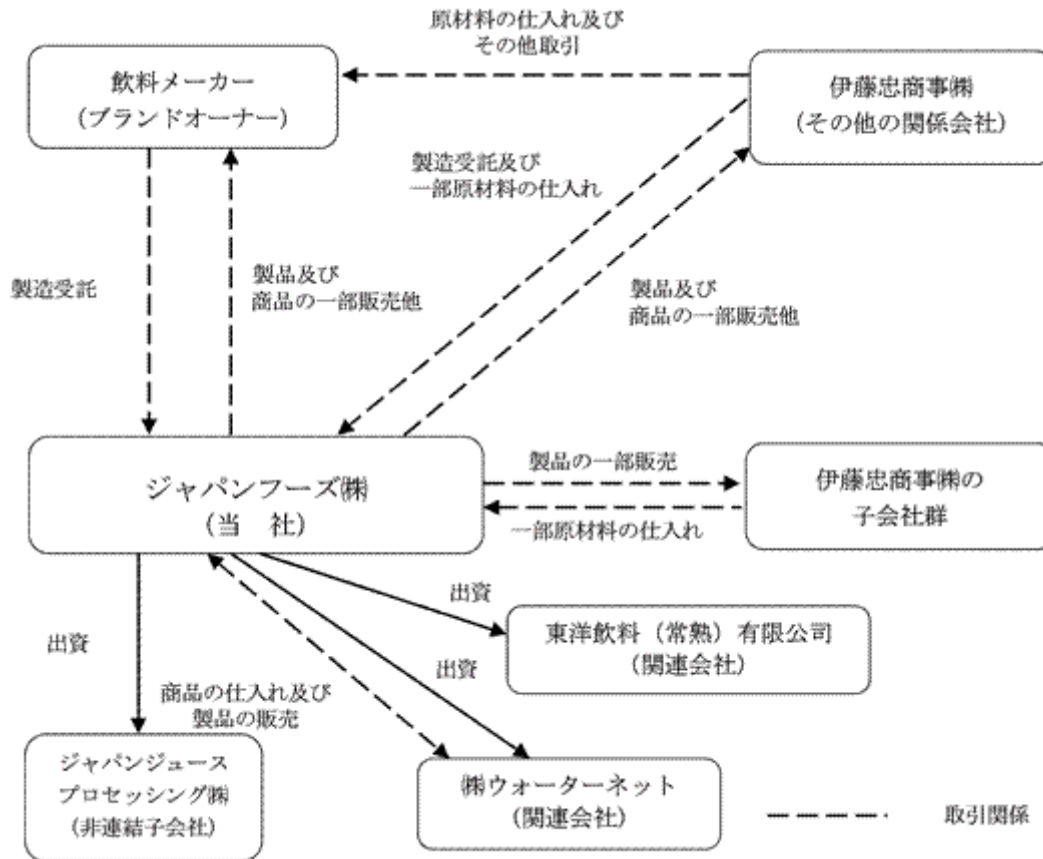 原材料の仕入れ及び
その他取引
飲料メーカー
（ブランドオーナー）
伊藤忠商事㈱
（その他の関係会社）
製造受託及び
一部原材料の仕入れ
製造受託
製品及び
商品の一部販売他
製品及び
商品の一部販売他
ジャパンフーズ㈱
（当　社）
製品の一部販売
一部原材料の仕入れ
伊藤忠商事㈱の
子会社群
出資
東洋飲料（常熟）有限公司
（関連会社）
出資
出資
商品の仕入れ及び
製品の販売
ジャパンジュース
プロセッシング㈱
（非連結子会社）
㈱ウォーターネット
（関連会社）
取引関係